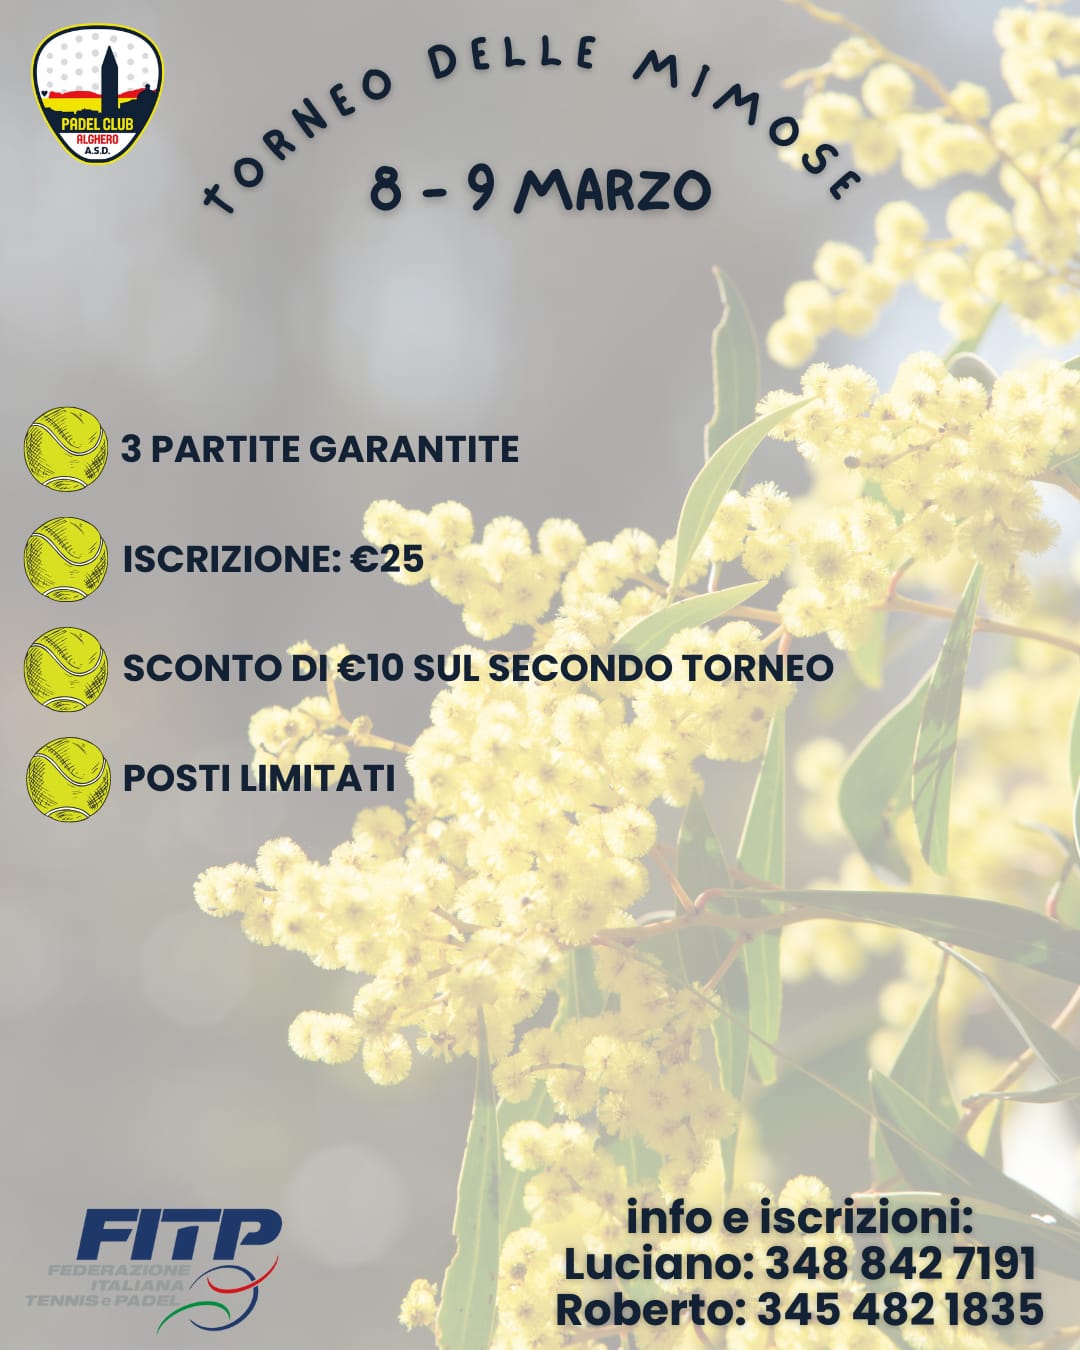 TORNEO DELLE MIMOSE
8 - 9 MARZO
PADEL CLUB
ALGHERO
A.S.D.
3 PARTITE GARANTITE
ISCRIZIONE: €25
SCONTO DI €10 SUL SECONDO TORNEO
POSTI LIMITATI
info e iscrizioni:
Luciano: 348 842 7191
Roberto: 345 482 1835
FITP
FEDERAZIONE
ITALIANA
TENNIS e PADEL